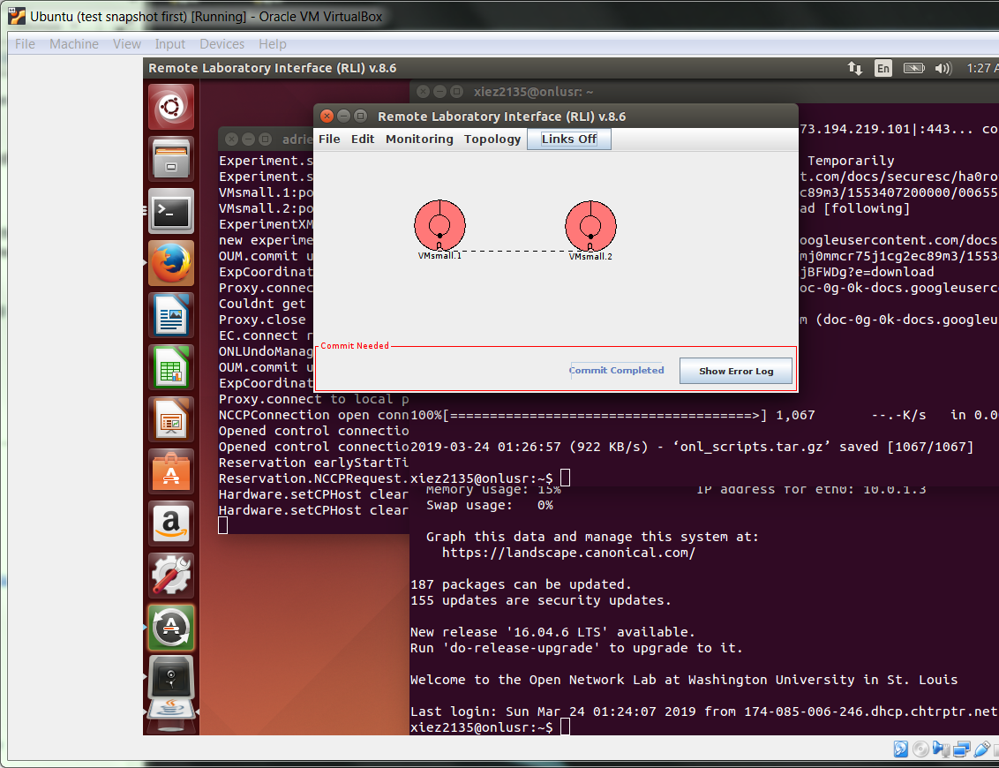 Ubuntu (test snapshot first) [Running] - Oracle VM VirtualBox
File Machine View Input Devices Help
Remote Laboratory Interface (RLI) v.8.6
En
1:27 A
xiez2135@onlusr: ~
Remote Laboratory Interface (RLI) v.8.6
File Edit Monitoring Topology Links Off
VMsmall.1
VMsmall.2
Commit Needed
Commit Completed
Show Error Log
adrie
Experiment.s
Experiment.s
VMsmall.1:po
VMsmall.2:po
ExperimentXM
new experime
OUM.commit u
ExpCoordinat
Proxy.connec
Couldnt get
Proxy.close
EC.connect r
ONLUndoManag
OUM.commit u
ExpCoordinat
Proxy.connect to local p
NCCPConnection open conn
Opened control connectio
Opened control connectio
Reservation earlyStartTi
Reservation.NCCPRequest.
Hardware.setCPHost clear
Hardware.setCPHost clear
73.194.219.101|:443... co
Temporarily
t.com/docs/securesc/ha0ro
c89m3/1553407200000/00655
ad [following]
oogleusercontent.com/docs
mj0mmcr75j1cg2ec89m3/1553
jBFWDg?e=download
oc-0g-0k-docs.googleuserc
m (doc-0g-0k-docs.googleu
100%[======================================>] 1,067 --.-K/s in 0.0
2019-03-24 01:26:57 (922 KB/s) - ‘onl_scripts.tar.gz’ saved [1067/1067]
xiez2135@onlusr:~$
Memory usage: 15% IP address for eth0: 10.0.1.3
Swap usage: 0%
Graph this data and manage this system at:
https://landscape.canonical.com/
187 packages can be updated.
155 updates are security updates.
New release '16.04.6 LTS' available.
Run 'do-release-upgrade' to upgrade to it.
Welcome to the Open Network Lab at Washington University in St. Louis
Last login: Sun Mar 24 01:24:07 2019 from 174-085-006-246.dhcp.chtrptr.net
xiez2135@onlusr:~$